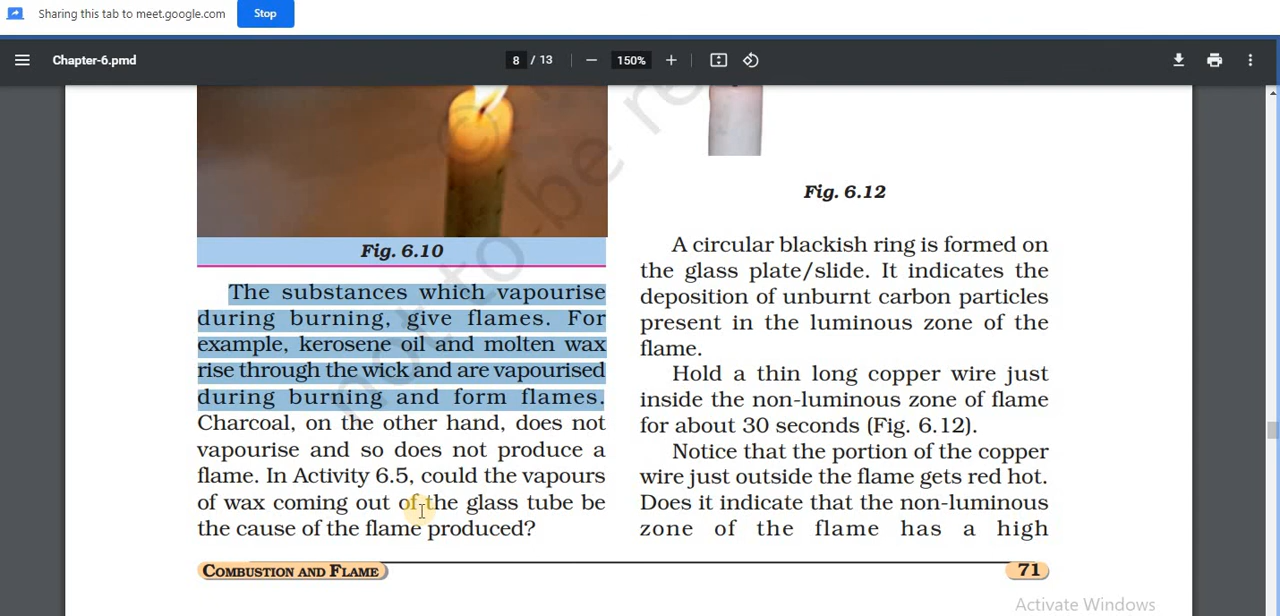 Sharing this tab to meet.google.com Stop
Chapter-6.pmd 8 / 13 150%
not to be re
Fig. 6.10
The substances which vapourise
during burning, give flames. For
example, kerosene oil and molten wax
rise through the wick and are vapourised
during burning and form flames.
Charcoal, on the other hand, does not
vapourise and so does not produce a
flame. In Activity 6.5, could the vapours
of wax coming out of the glass tube be
the cause of the flame produced?
Fig. 6.12
A circular blackish ring is formed on
the glass plate/slide. It indicates the
deposition of unburnt carbon particles
present in the luminous zone of the
flame.
Hold a thin long copper wire just
inside the non-luminous zone of flame
for about 30 seconds (Fig. 6.12).
Notice that the portion of the copper
wire just outside the flame gets red hot.
Does it indicate that the non-luminous
zone of the flame has a high
COMBUSTION AND FLAME 71
Activate Windows